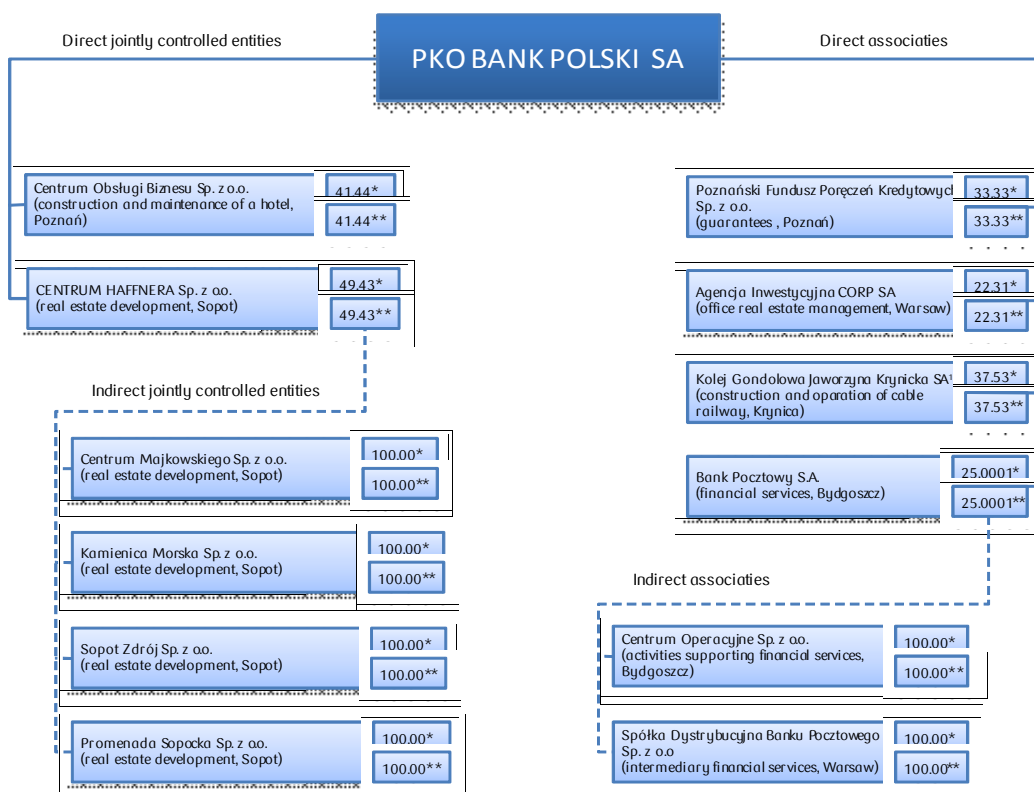 Direct jointly controlled entities
PKO BANK POLSKI SA
Direct associaties
Centrum Obsługi Biznesu Sp. z o.o.
(construction and maintenance of a hotel,
Poznań)
41.44*
41.44**
CENTRUM HAFFNERA Sp. z o.o.
(real estate development, Sopot)
49.43*
49.43**
Indirect jointly controlled entities
Centrum Majkowskiego Sp. z o.o.
(real estate development, Sopot)
100.00*
100.00**
Kamienica Morska Sp. z o.o.
(real estate development, Sopot)
100.00*
100.00**
Sopot Zdrój Sp. z o.o.
(real estate development, Sopot)
100.00*
100.00**
Promenada Sopocka Sp. z o.o.
(real estate development, Sopot)
100.00*
100.00**
Poznański Fundusz Poręczeń Kredytowych
Sp. z o.o.
(guarantees , Poznań)
33.33*
33.33**
Agencja Inwestycyjna CORP SA
(office real estate management, Warsaw)
22.31*
22.31**
Kolej Gondolowa Jaworzyna Krynicka SA¹
(construction and oparation of cable
railway, Krynica)
37.53*
37.53**
Bank Pocztowy S.A.
(financial services, Bydgoszcz)
25.0001*
25.0001**
Indirect associaties
Centrum Operacyjne Sp. z o.o.
(activities supporting financial services,
Bydgoszcz)
100.00*
100.00**
Spółka Dystrybucyjna Banku Pocztowego
Sp. z o.o
(intermediary financial services, Warsaw)
100.00*
100.00**